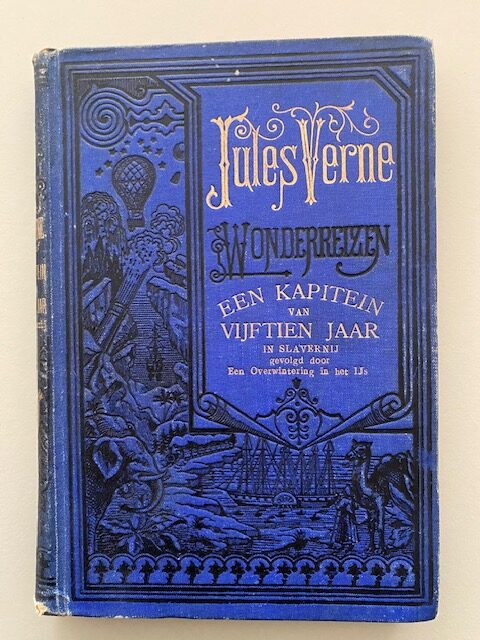 Jules Verne
WONDERREIZEN
EEN KAPITEIN
VAN
VIJFTIEN JAAR
IN SLAVERNIJ
gevolgd door
Een Overwintering in het IJs